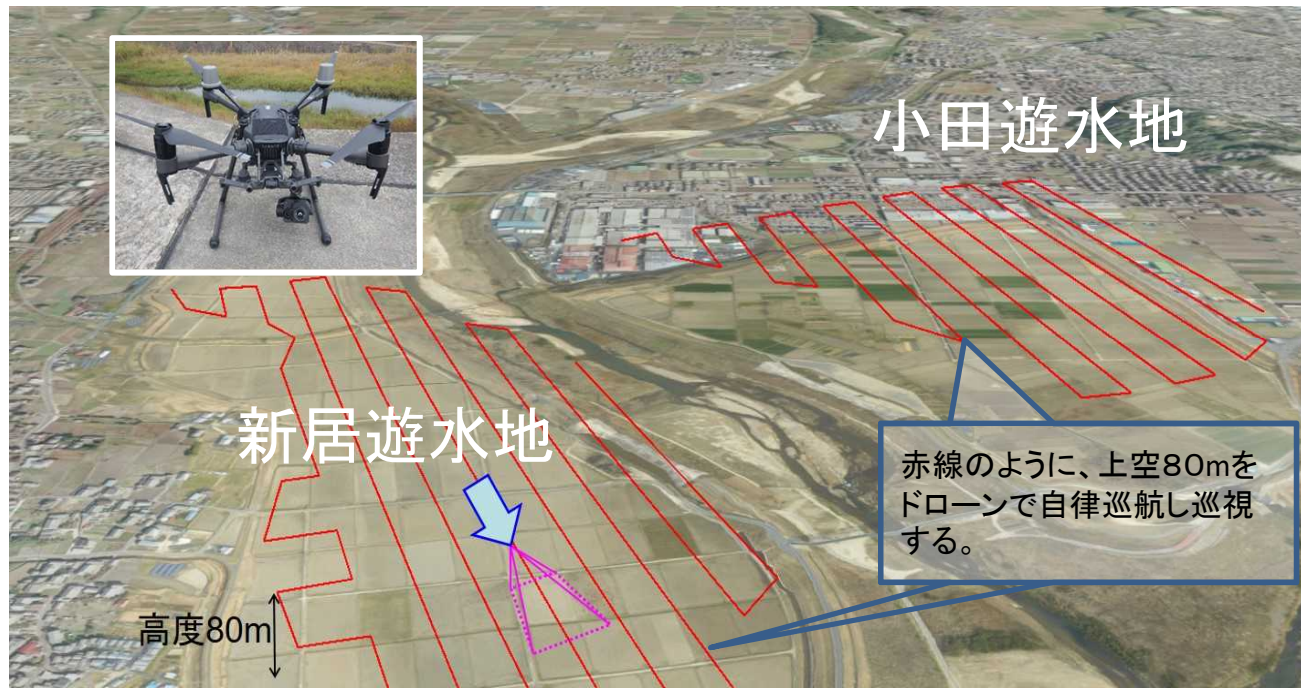 小田遊水地
新居遊水地
赤線のように、上空８０ｍを
ドローンで自律巡航し巡視
する。
高度80m